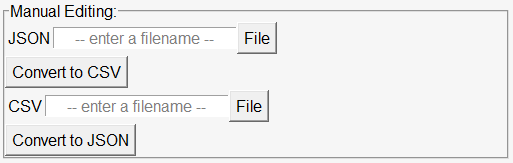 Manual Editing:
JSON -- enter a filename -- File
Convert to CSV
CSV -- enter a filename -- File
Convert to JSON